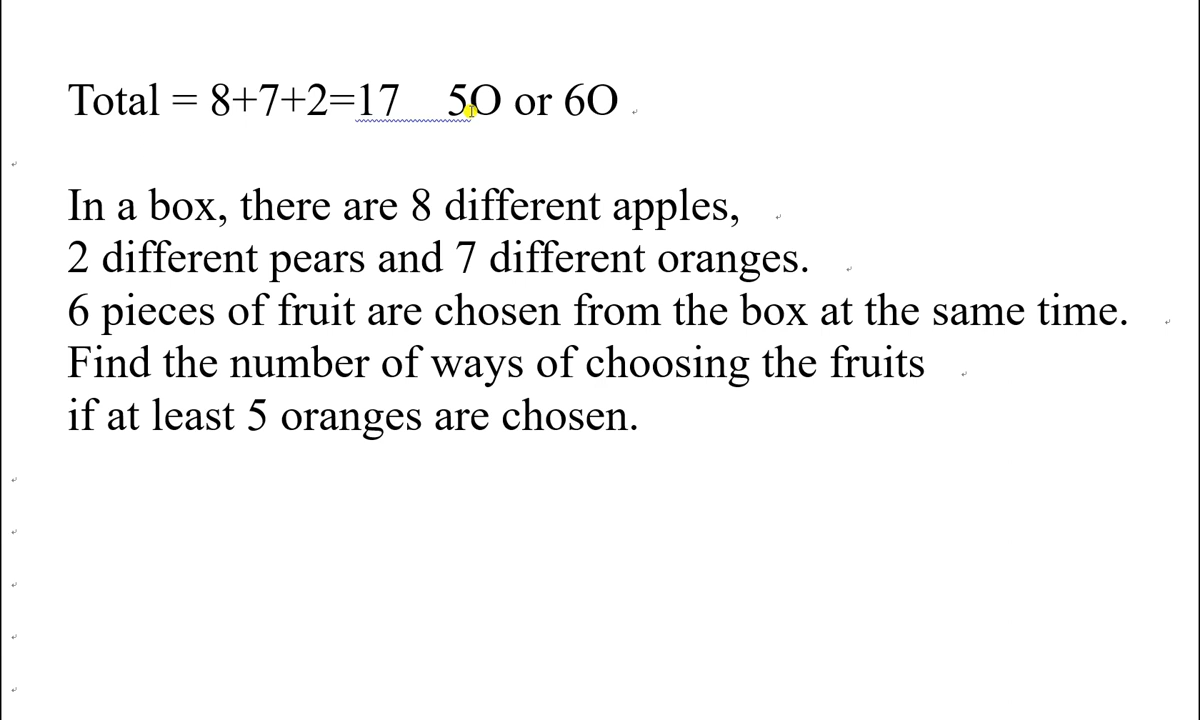 Total = 8+7+2=17 5O or 6O
In a box, there are 8 different apples,
2 different pears and 7 different oranges.
6 pieces of fruit are chosen from the box at the same time.
Find the number of ways of choosing the fruits
if at least 5 oranges are chosen.